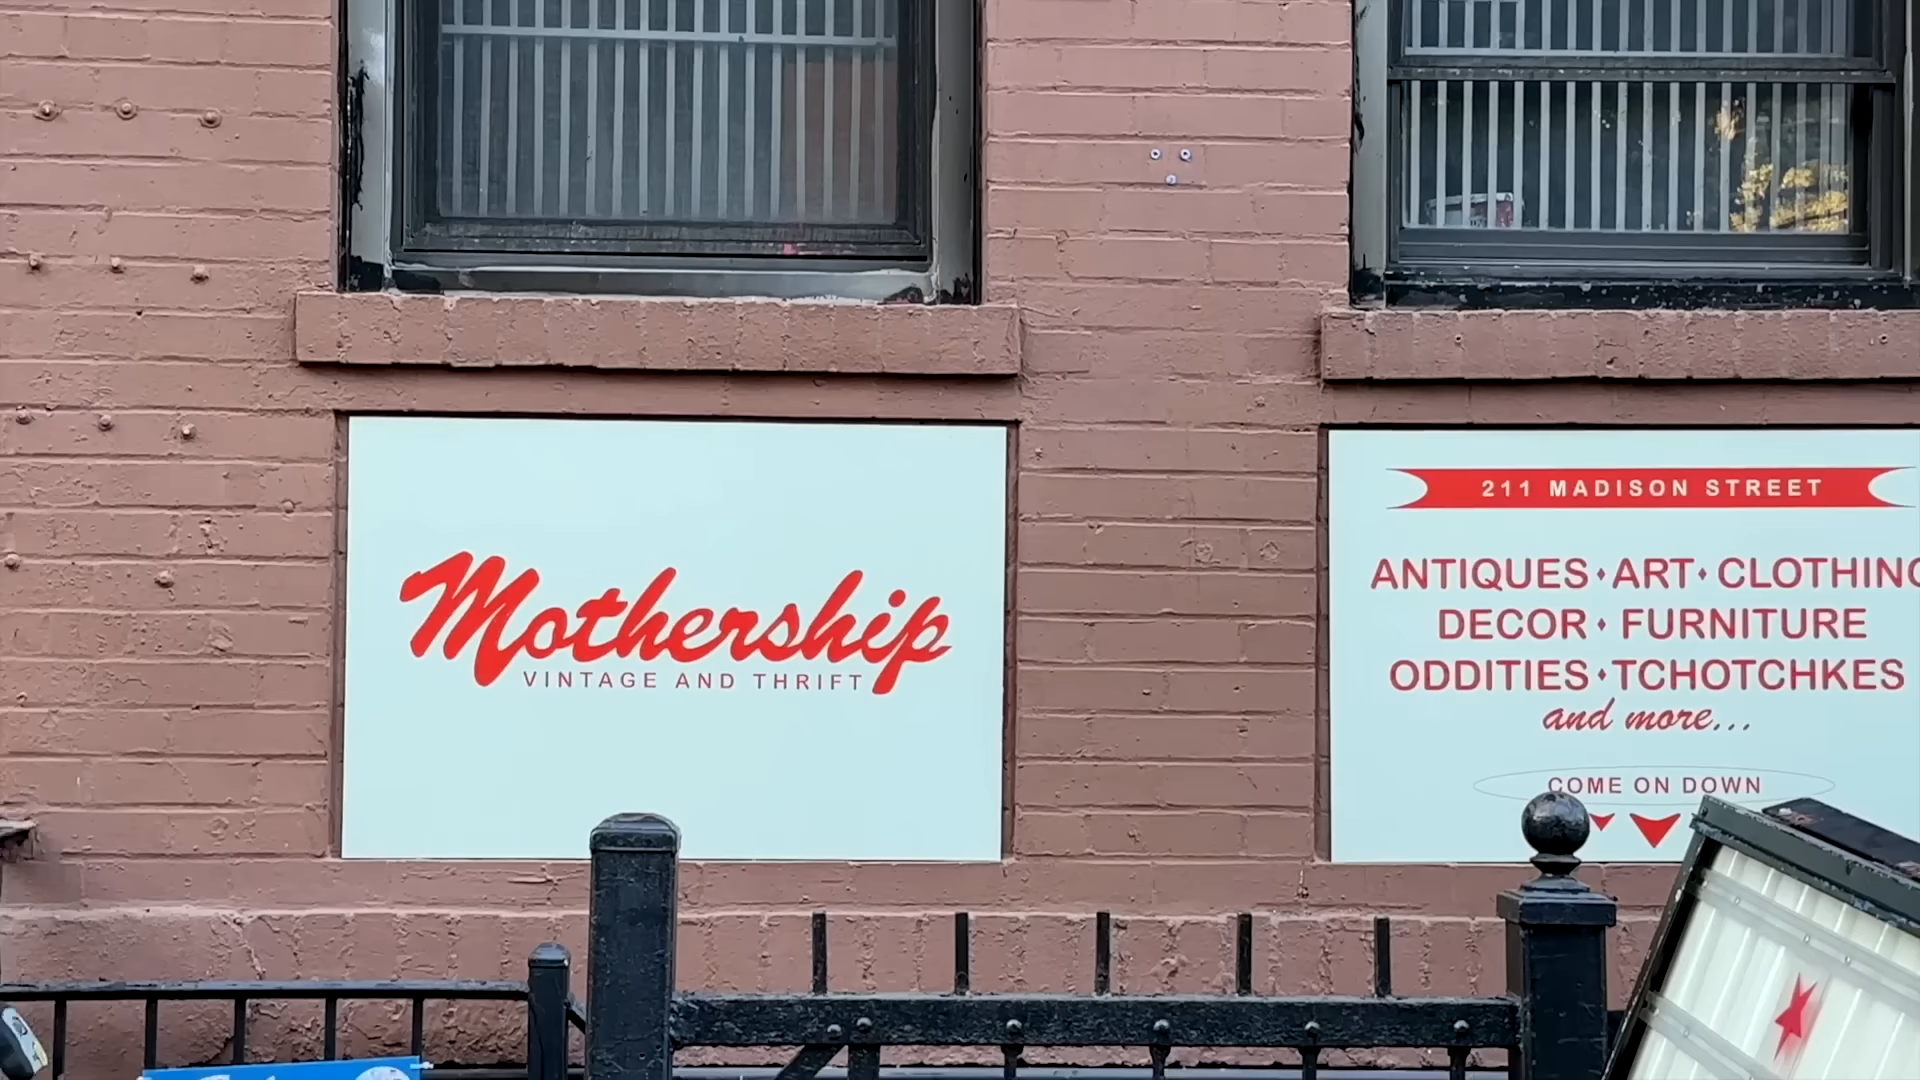 Mothership
VINTAGE AND THRIFT
211 MADISON STREET
ANTIQUES • ART • CLOTHING
DECOR • FURNITURE
ODDITIES • TCHOTCHKES
and more...
COME ON DOWN